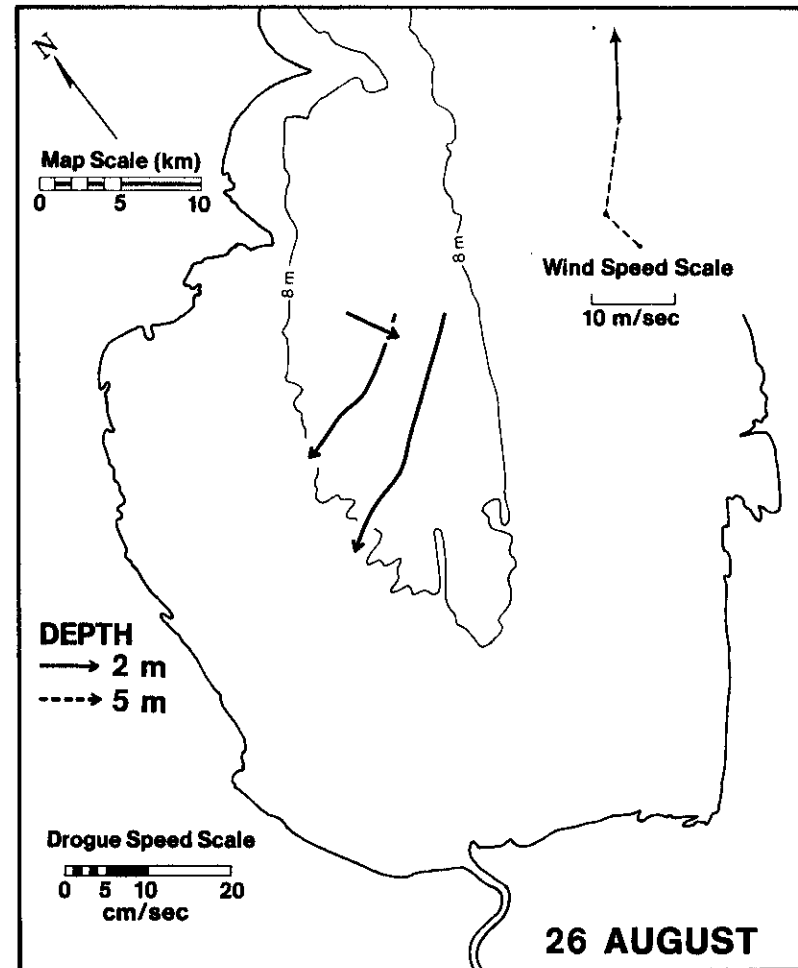 N
Map Scale (km)
0 5 10
8 m
8 m
Wind Speed Scale
10 m/sec
DEPTH
2 m
5 m
Drogue Speed Scale
0 5 10 20
cm/sec
26 AUGUST